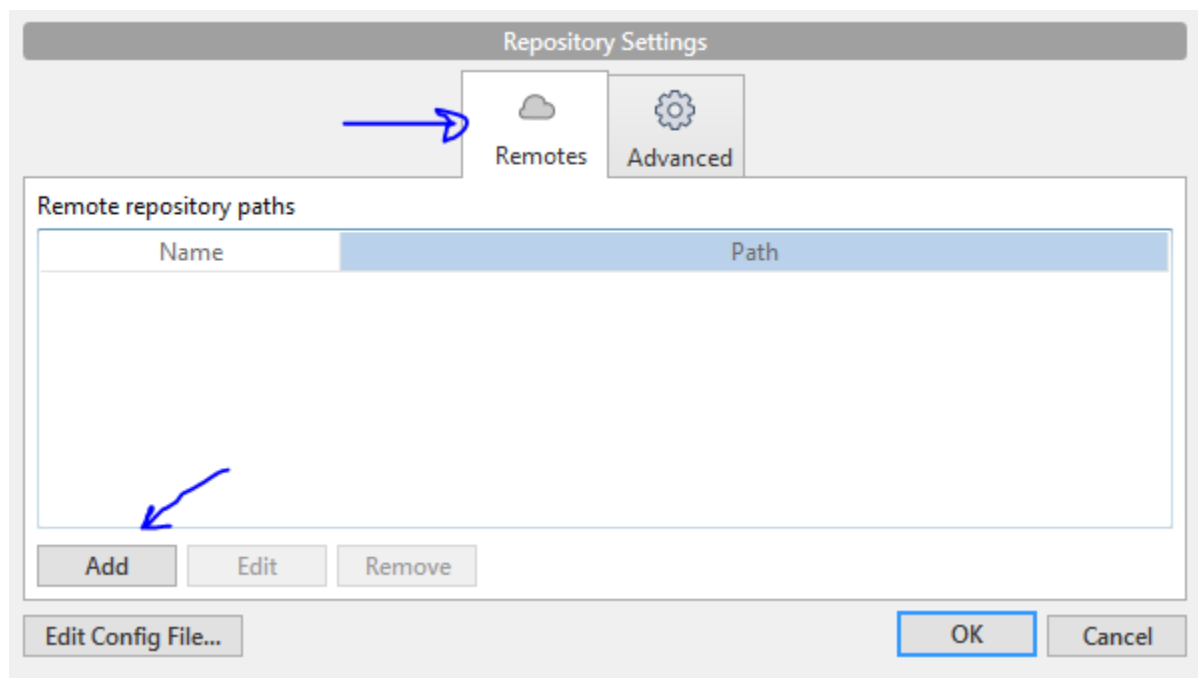 Repository Settings
Remotes
Advanced
Remote repository paths
Name Path
Add Edit Remove
Edit Config File... OK Cancel